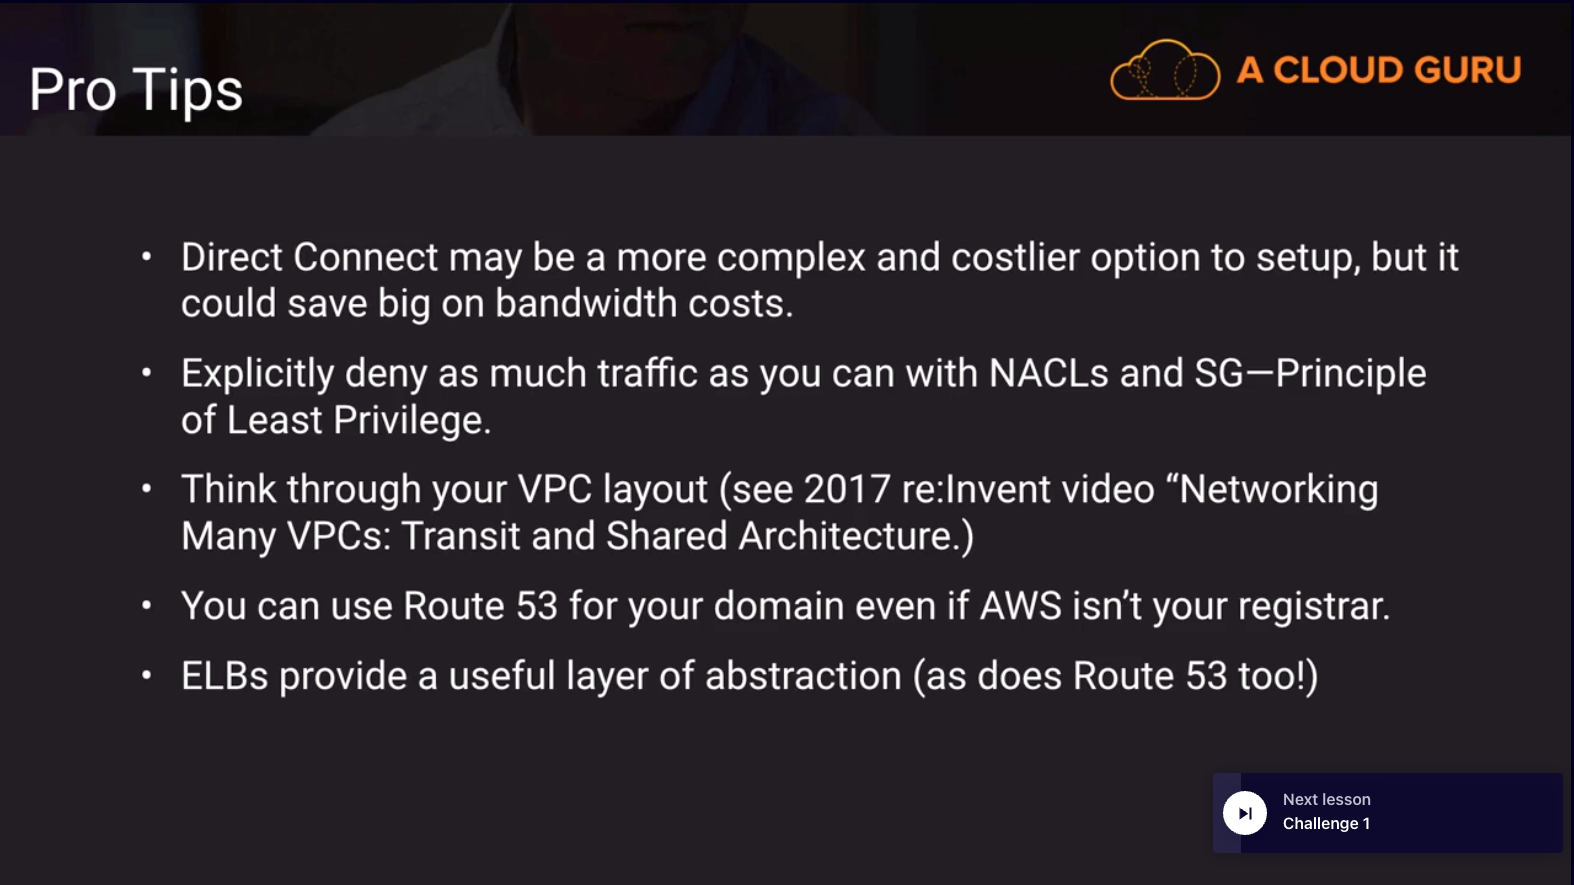 Pro Tips
A CLOUD GURU
• Direct Connect may be a more complex and costlier option to setup, but it
could save big on bandwidth costs.
• Explicitly deny as much traffic as you can with NACLs and SG—Principle
of Least Privilege.
• Think through your VPC layout (see 2017 re:Invent video “Networking
Many VPCs: Transit and Shared Architecture.)
• You can use Route 53 for your domain even if AWS isn’t your registrar.
• ELBs provide a useful layer of abstraction (as does Route 53 too!)
Next lesson
Challenge 1